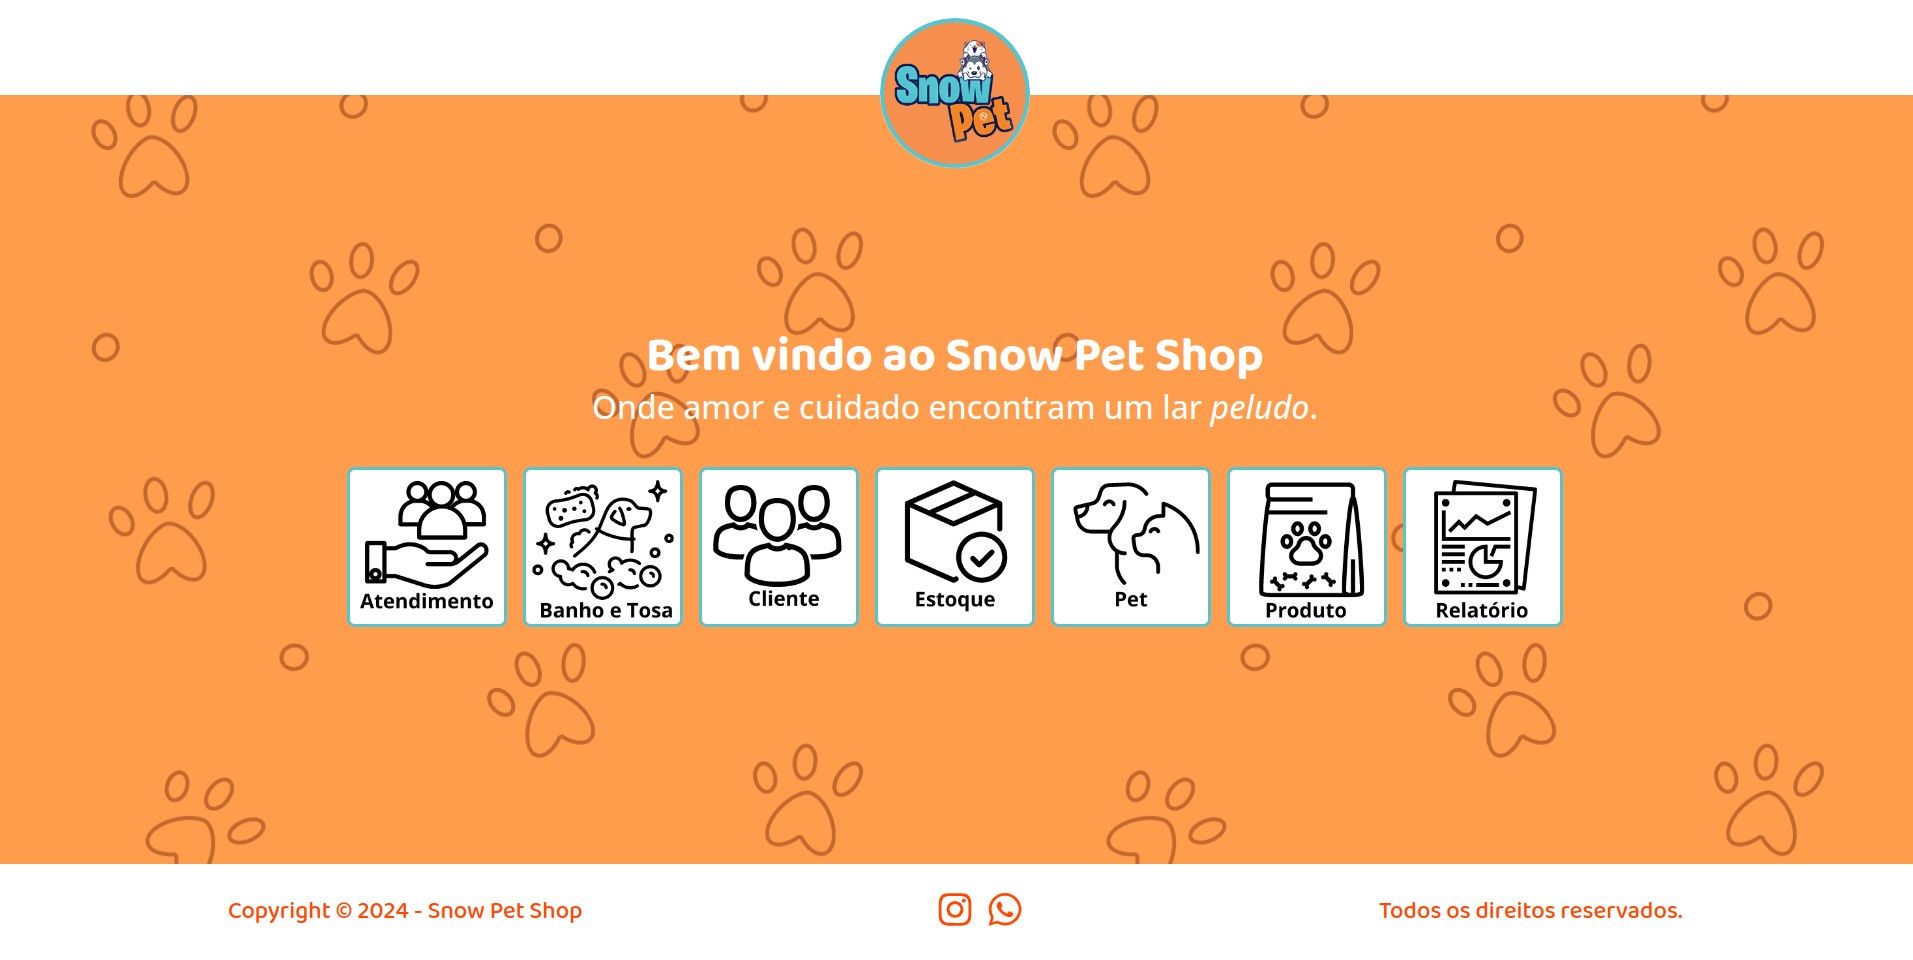 Snow
Pet
Bem vindo ao Snow Pet Shop
Onde amor e cuidado encontram um lar peludo.
Atendimento
Banho e Tosa
Cliente
Estoque
Pet
Produto
Relatório
Copyright © 2024 - Snow Pet Shop
Todos os direitos reservados.